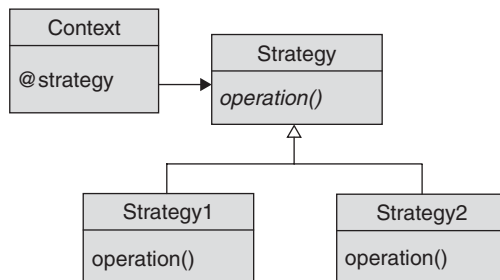 Context
@strategy
Strategy
operation()
Strategy1
operation()
Strategy2
operation()